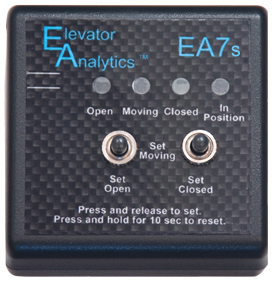 Elevator
Analytics™ EA7s
Open Moving Closed In Position
Set Moving
Set Open Set Closed
Press and release to set.
Press and hold for 10 sec to reset.